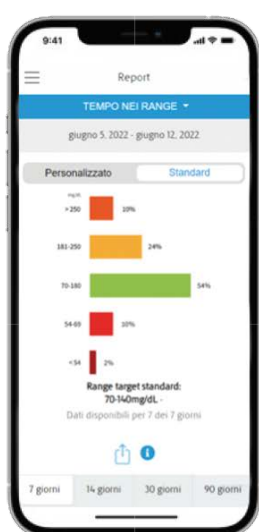 9:41
Report
TEMPO NEI RANGE
giugno 5, 2022 - giugno 12, 2022
Personalizzato Standard
mg/dL
> 250 10%
181-250 24%
70-180 54%
54-69 10%
< 54 2%
Range target standard:
70-140mg/dL -
Dati disponibili per 7 dei 7 giorni
7 giorni 14 giorni 30 giorni 90 giorni